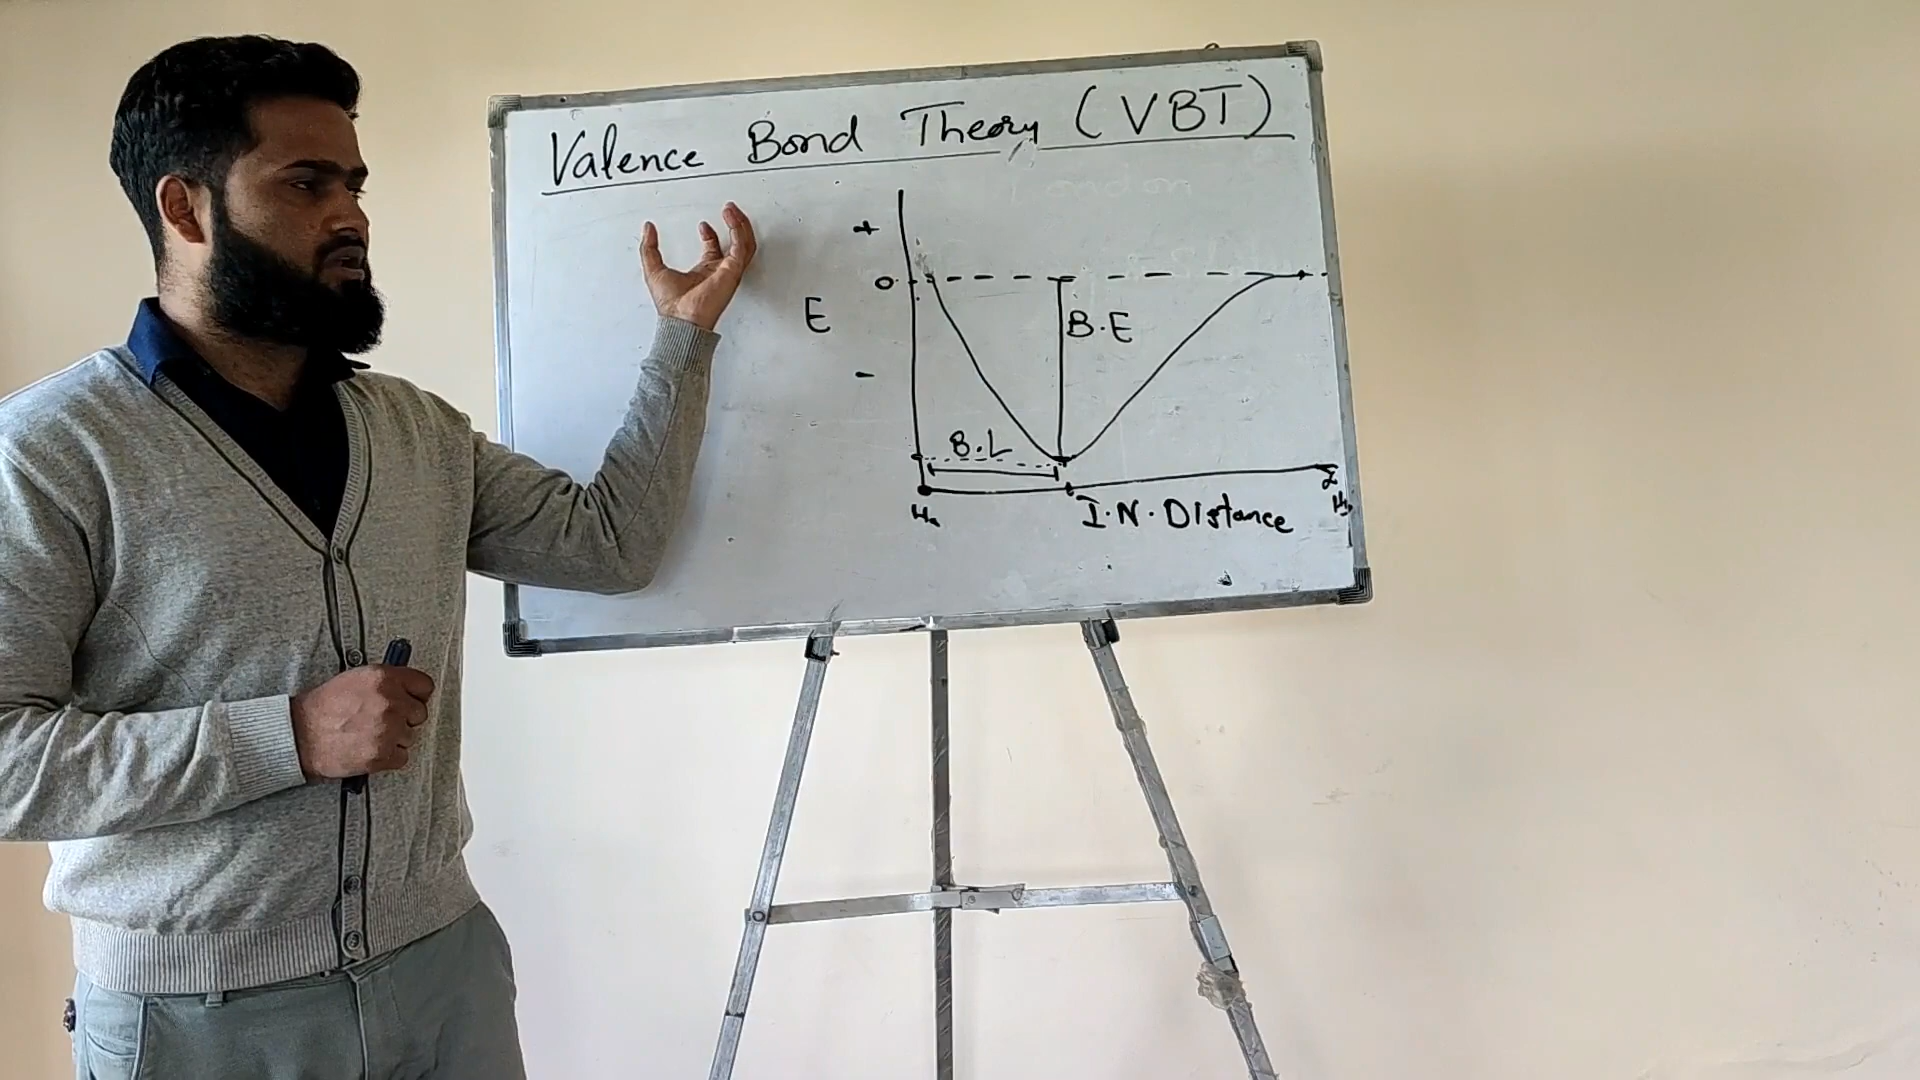 Valence Bond Theory (VBT)
+
0
E
B.E
-
B.L
I.N. Distance